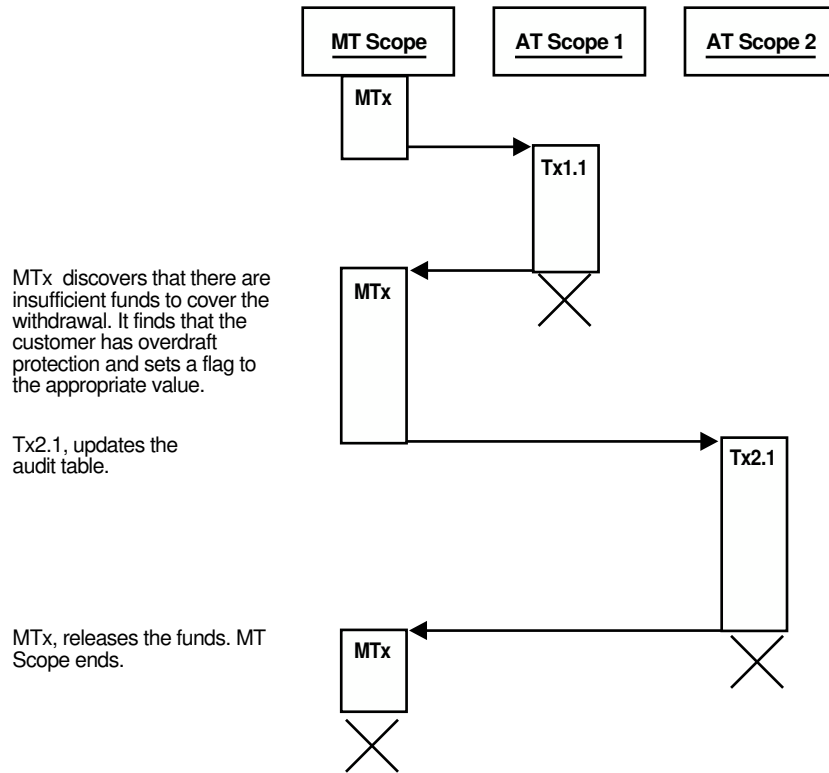 MT Scope
AT Scope 1
AT Scope 2
MTx
Tx1.1
MTx discovers that there are
insufficient funds to cover the
withdrawal. It finds that the
customer has overdraft
protection and sets a flag to
the appropriate value.
MTx
Tx2.1, updates the
audit table.
Tx2.1
MTx, releases the funds. MT
Scope ends.
MTx